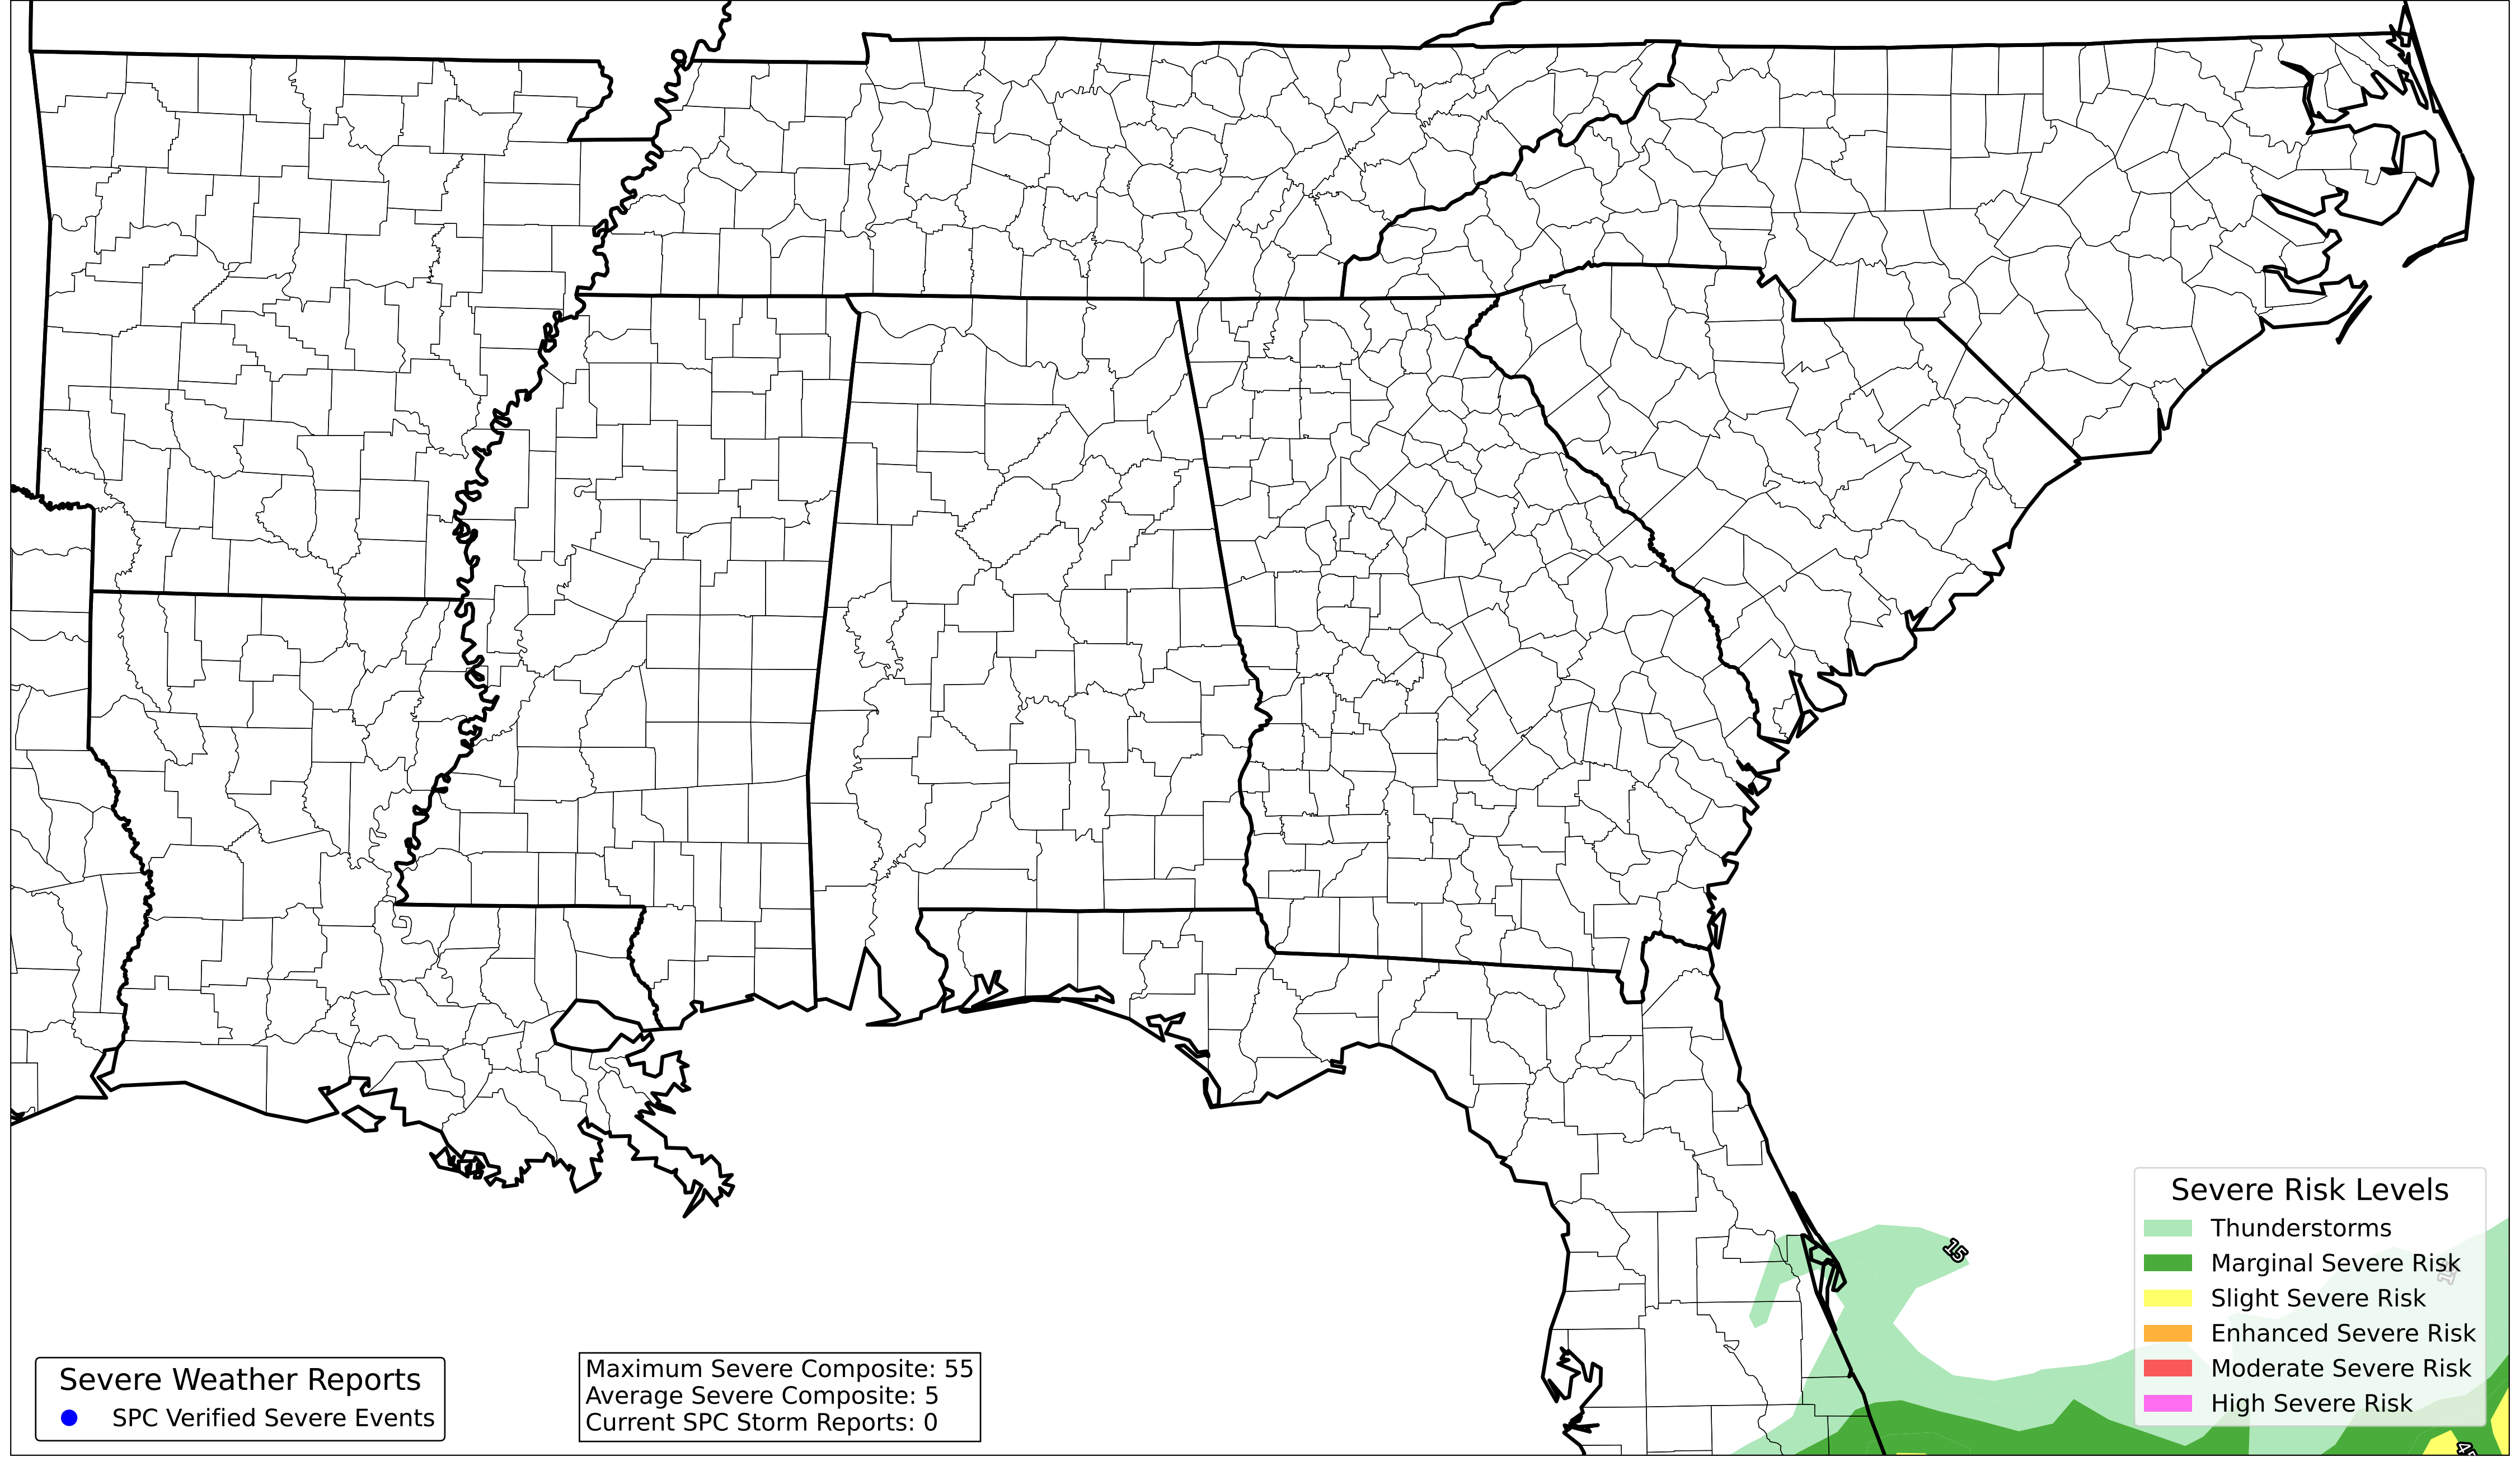 15
Severe Risk Levels
Thunderstorms
Marginal Severe Risk
Slight Severe Risk
Enhanced Severe Risk
Moderate Severe Risk
High Severe Risk
Severe Weather Reports
SPC Verified Severe Events
Maximum Severe Composite: 55
Average Severe Composite: 5
Current SPC Storm Reports: 0